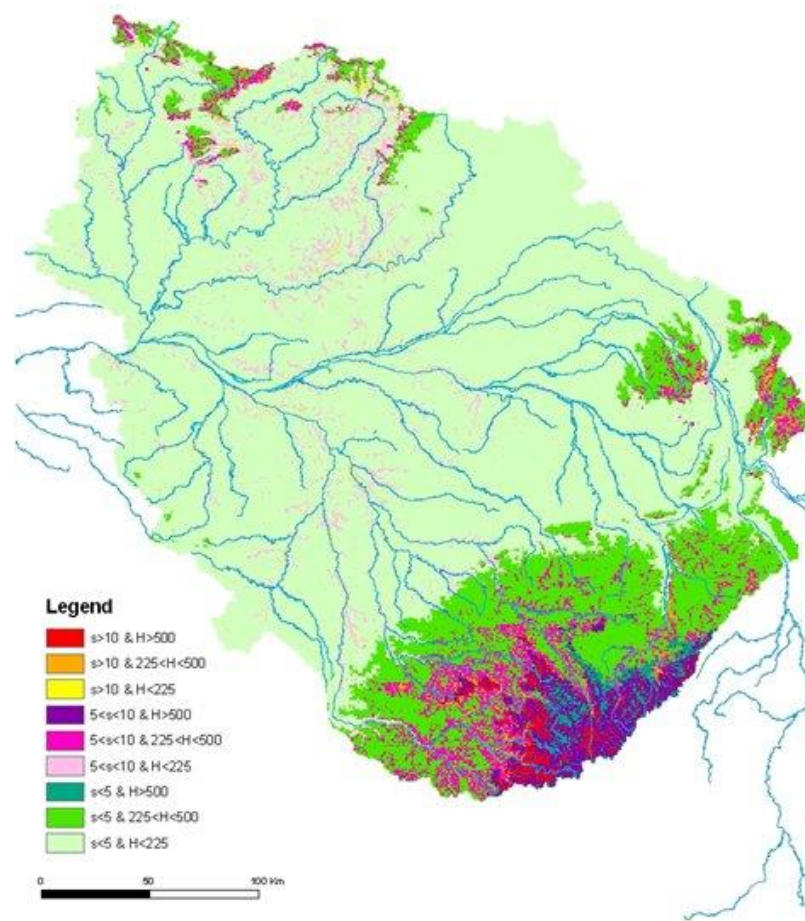 Legend
s>10 & H>500
s>10 & 225<H<500
s>10 & H<225
5<s<10 & H>500
5<s<10 & 225<H<500
5<s<10 & H<225
s<5 & H>500
s<5 & 225<H<500
s<5 & H<225
0 50 100 Km